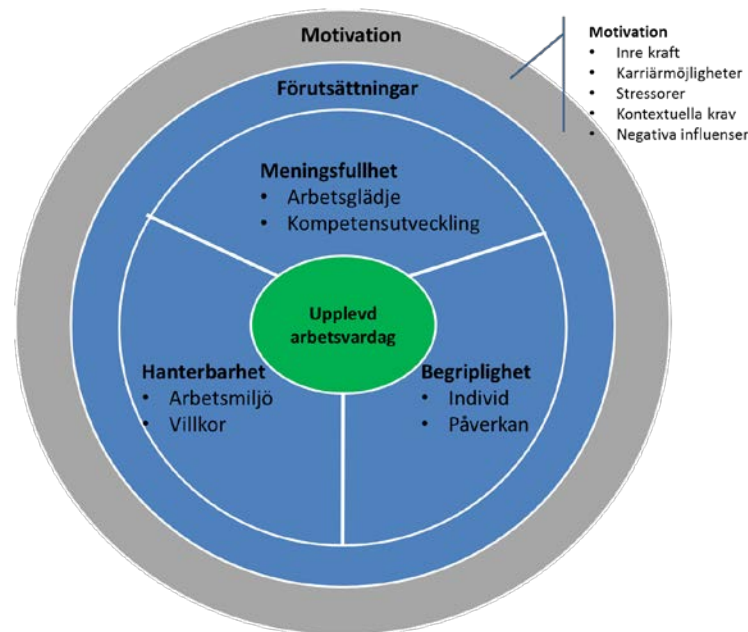 Motivation
Förutsättningar
Meningsfullhet
• Arbetsglädje
• Kompetensutveckling
Upplevd
arbetsvardag
Hanterbarhet
• Arbetsmiljö
• Villkor
Begriplighet
• Individ
• Påverkan
Motivation
• Inre kraft
• Karriärmöjligheter
• Stressorer
• Kontextuella krav
• Negativa influenser